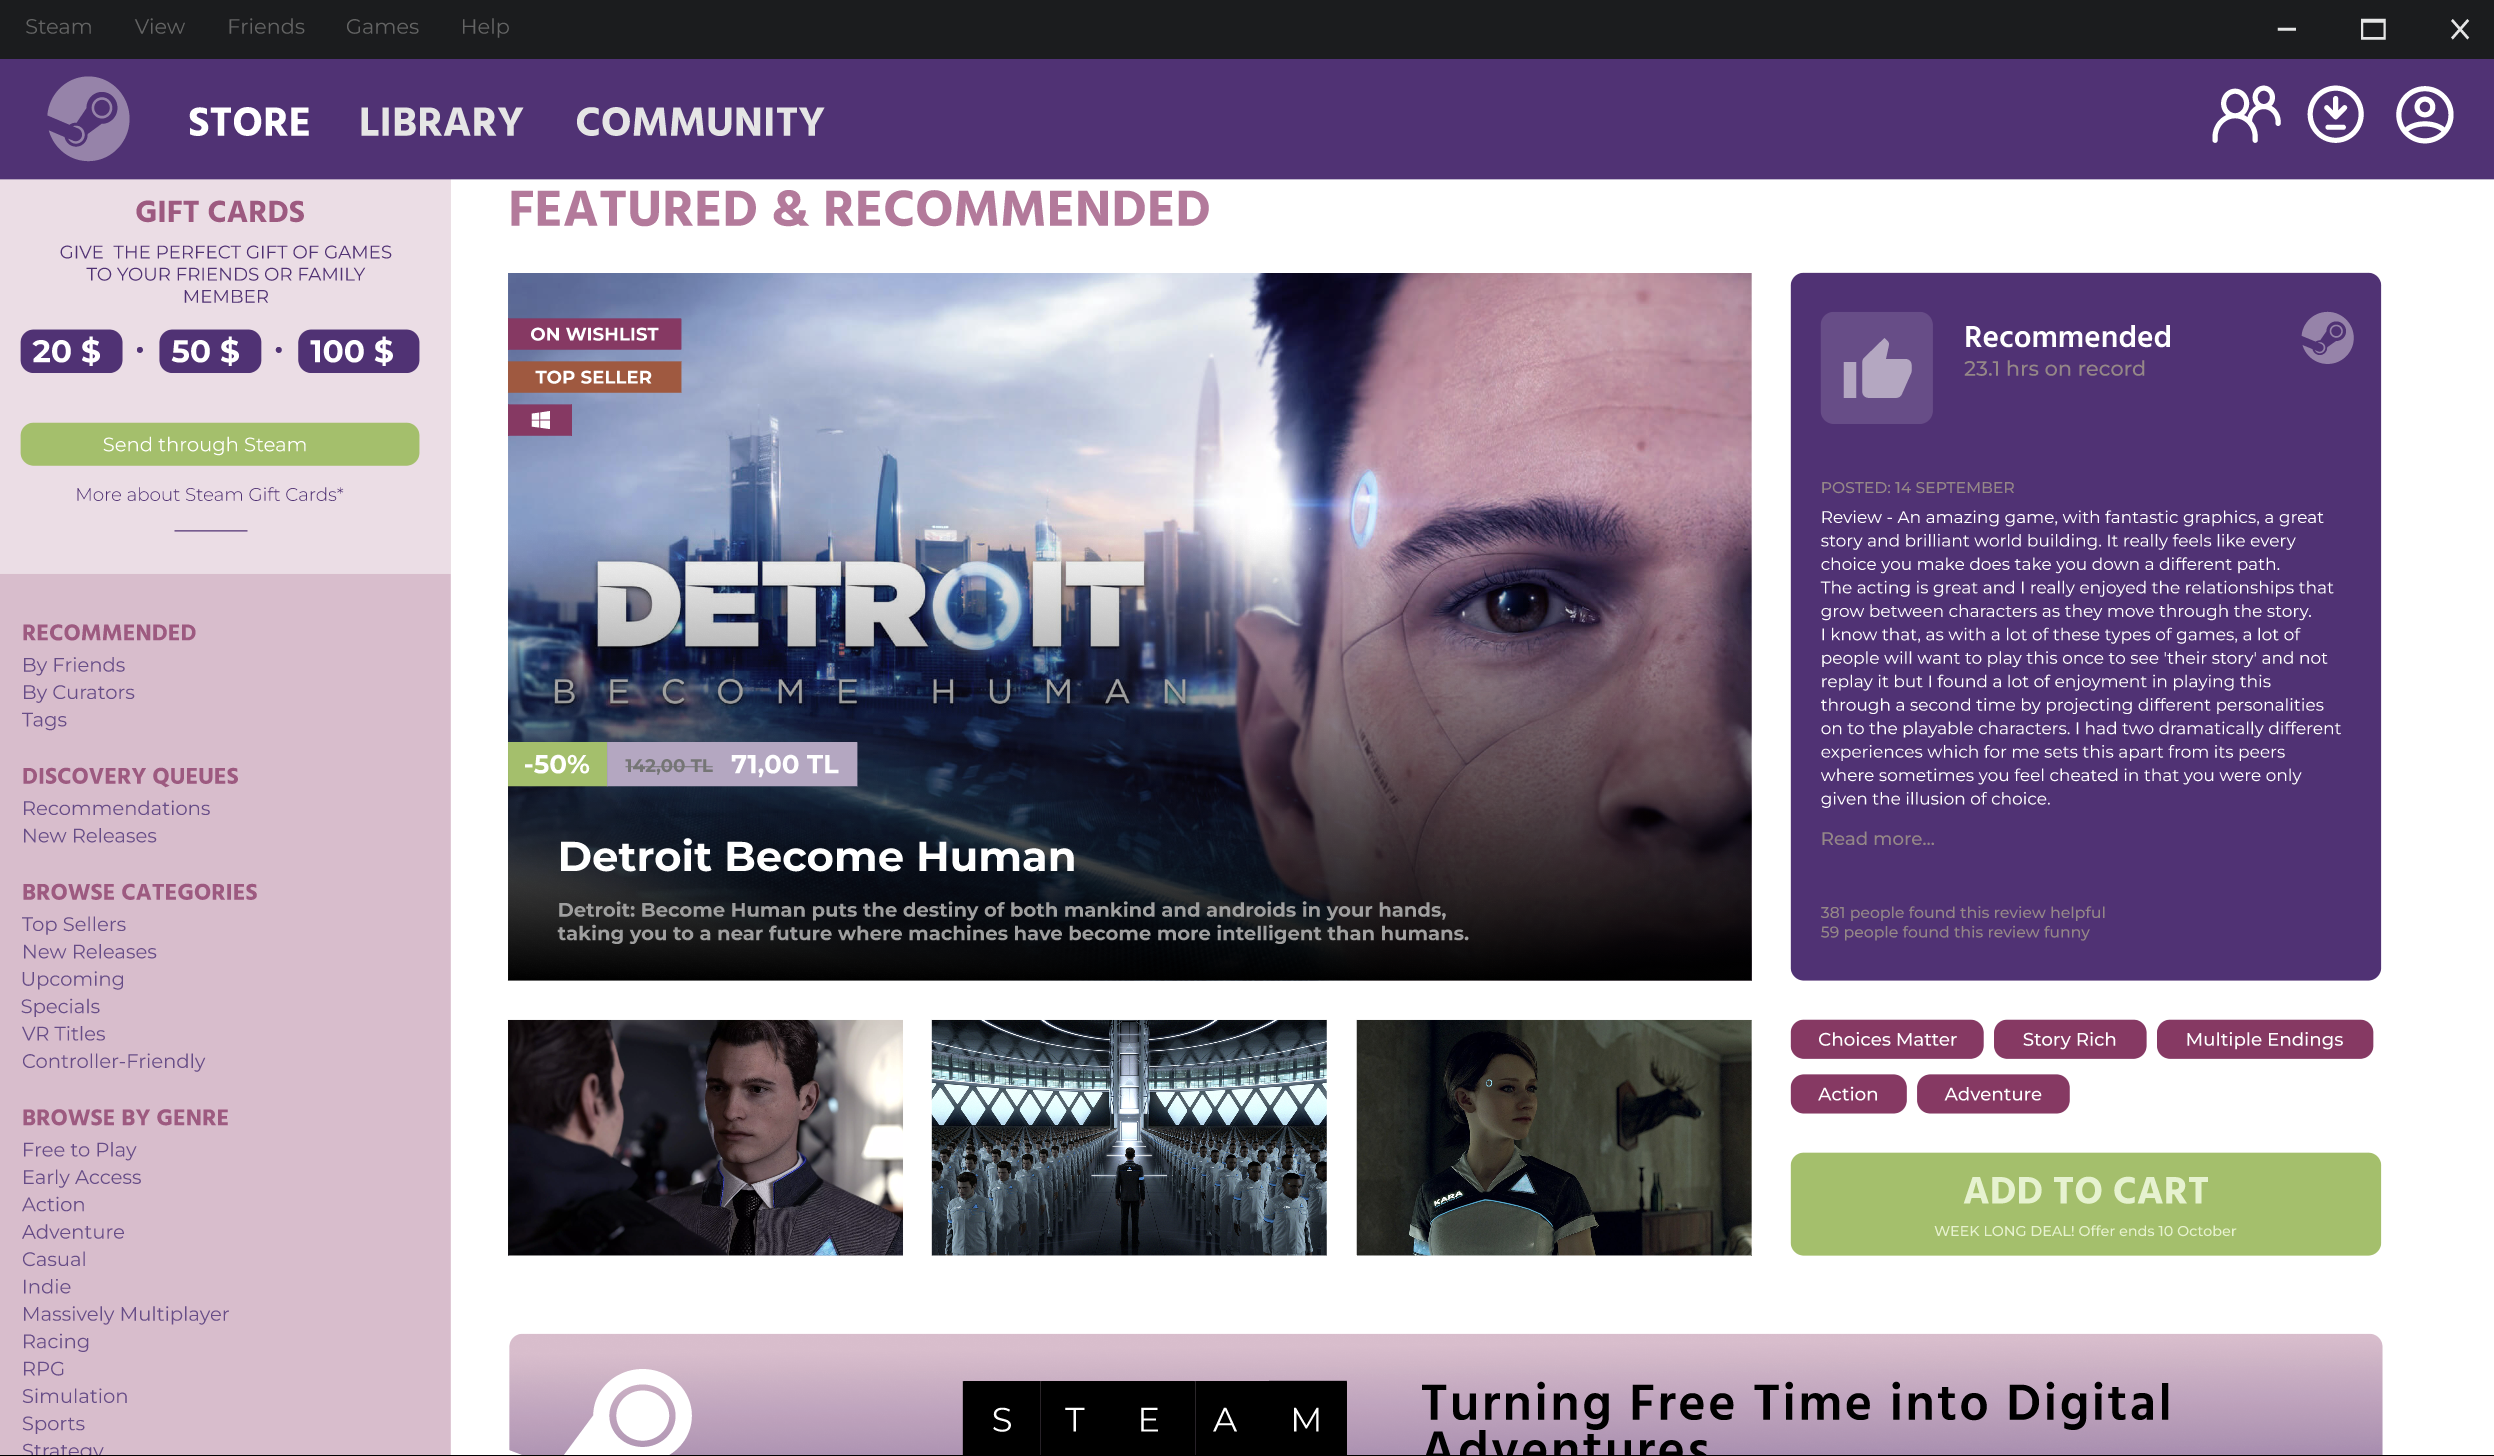 Steam View Friends Games Help
STORE LIBRARY COMMUNITY
GIFT CARDS
GIVE THE PERFECT GIFT OF GAMES
TO YOUR FRIENDS OR FAMILY
MEMBER
20 $ · 50 $ · 100 $
Send through Steam
More about Steam Gift Cards*
RECOMMENDED
By Friends
By Curators
Tags
DISCOVERY QUEUES
Recommendations
New Releases
BROWSE CATEGORIES
Top Sellers
New Releases
Upcoming
Specials
VR Titles
Controller-Friendly
BROWSE BY GENRE
Free to Play
Early Access
Action
Adventure
Casual
Indie
Massively Multiplayer
Racing
RPG
Simulation
Sports
Strategy
FEATURED & RECOMMENDED
ON WISHLIST
TOP SELLER
DETROIT
BECOME HUMAN
-50% 142,00 TL 71,00 TL
Detroit Become Human
Detroit: Become Human puts the destiny of both mankind and androids in your hands,
taking you to a near future where machines have become more intelligent than humans.
KARA
Recommended
23.1 hrs on record
POSTED: 14 SEPTEMBER
Review - An amazing game, with fantastic graphics, a great
story and brilliant world building. It really feels like every
choice you make does take you down a different path.
The acting is great and I really enjoyed the relationships that
grow between characters as they move through the story.
I know that, as with a lot of these types of games, a lot of
people will want to play this once to see 'their story' and not
replay it but I found a lot of enjoyment in playing this
through a second time by projecting different personalities
on to the playable characters. I had two dramatically different
experiences which for me sets this apart from its peers
where sometimes you feel cheated in that you were only
given the illusion of choice.
Read more...
381 people found this review helpful
59 people found this review funny
Choices Matter Story Rich Multiple Endings
Action Adventure
ADD TO CART
WEEK LONG DEAL! Offer ends 10 October
STEAM
Turning Free Time into Digital
Adventures